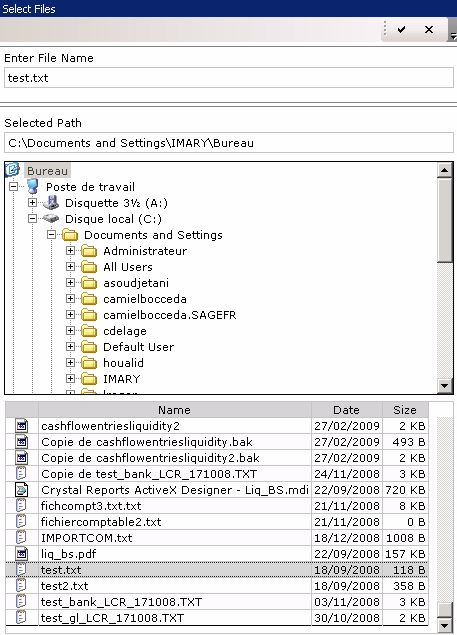 Select Files
Enter File Name
test.txt
Selected Path
C:\Documents and Settings\IMARY\Bureau
Bureau
Poste de travail
Disquette 3½ (A:)
Disque local (C:)
Documents and Settings
Administrateur
All Users
asoudjetani
camielbocceda
camielbocceda.SAGEFR
cdelage
Default User
houalid
IMARY
Name Date Size
cashflowentriesliquidity2 27/02/2009 2 KB
Copie de cashflowentriesliquidity.bak 27/02/2009 493 B
Copie de cashflowentriesliquidity2.bak 27/02/2009 2 KB
Copie de test_bank_LCR_171008.TXT 24/11/2008 3 KB
Crystal Reports ActiveX Designer - Liq_BS.mdi 22/09/2008 720 KB
fichcompt3.txt.txt 21/11/2008 8 KB
fichiercomptable2.txt 21/11/2008 0 B
IMPORTCOM.txt 18/12/2008 1008 B
liq_bs.pdf 22/09/2008 157 KB
test.txt 18/09/2008 118 B
test2.txt 18/09/2008 358 B
test_bank_LCR_171008.TXT 03/11/2008 3 KB
test_gl_LCR_171008.TXT 30/10/2008 2 KB